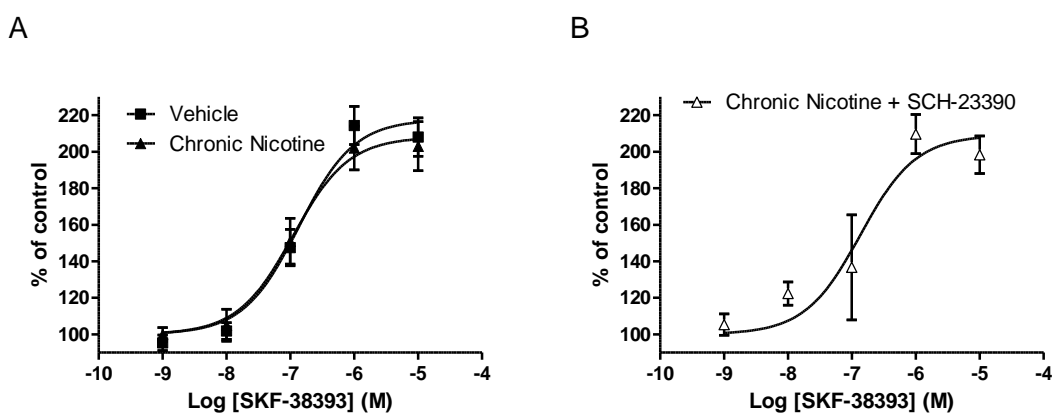 A
B
Vehicle
Chronic Nicotine
% of control
220
200
180
160
140
120
100
-10 -9 -8 -7 -6 -5 -4
Log [SKF-38393] (M)
Chronic Nicotine + SCH-23390
% of control
220
200
180
160
140
120
100
-10 -9 -8 -7 -6 -5 -4
Log [SKF-38393] (M)